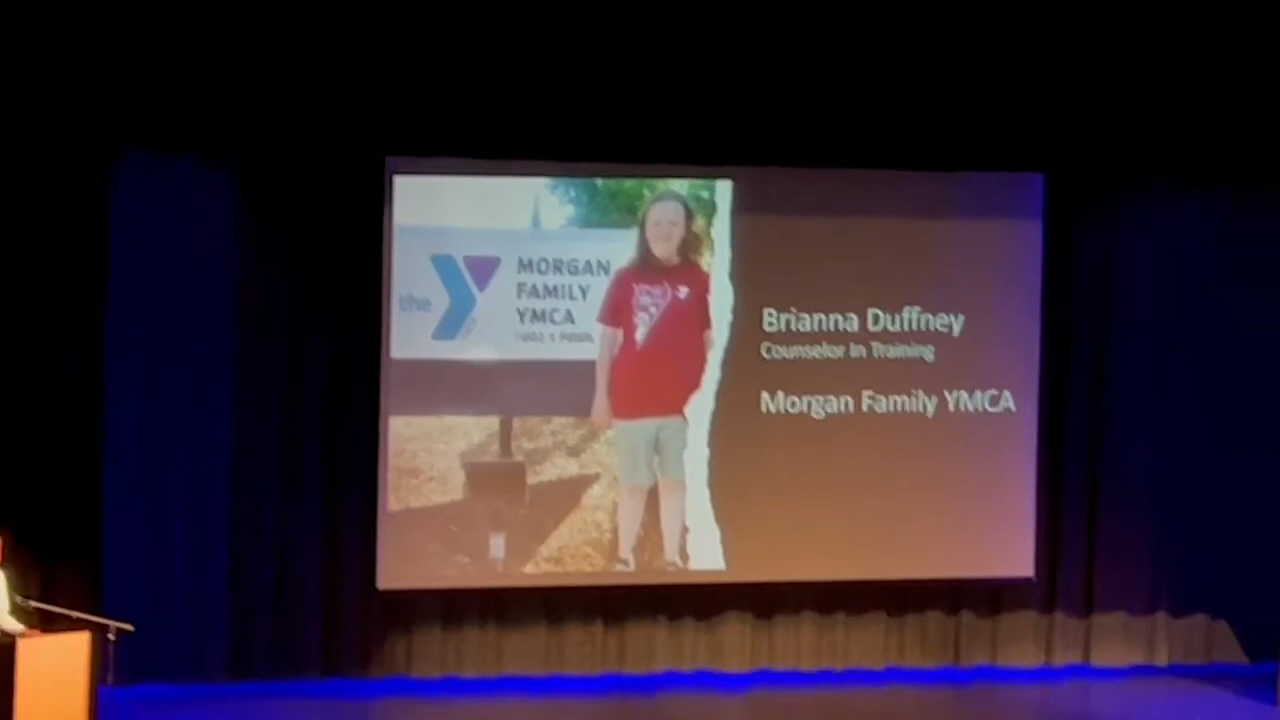 the
MORGAN
FAMILY
YMCA
Brianna Duffney
Counselor In Training
Morgan Family YMCA